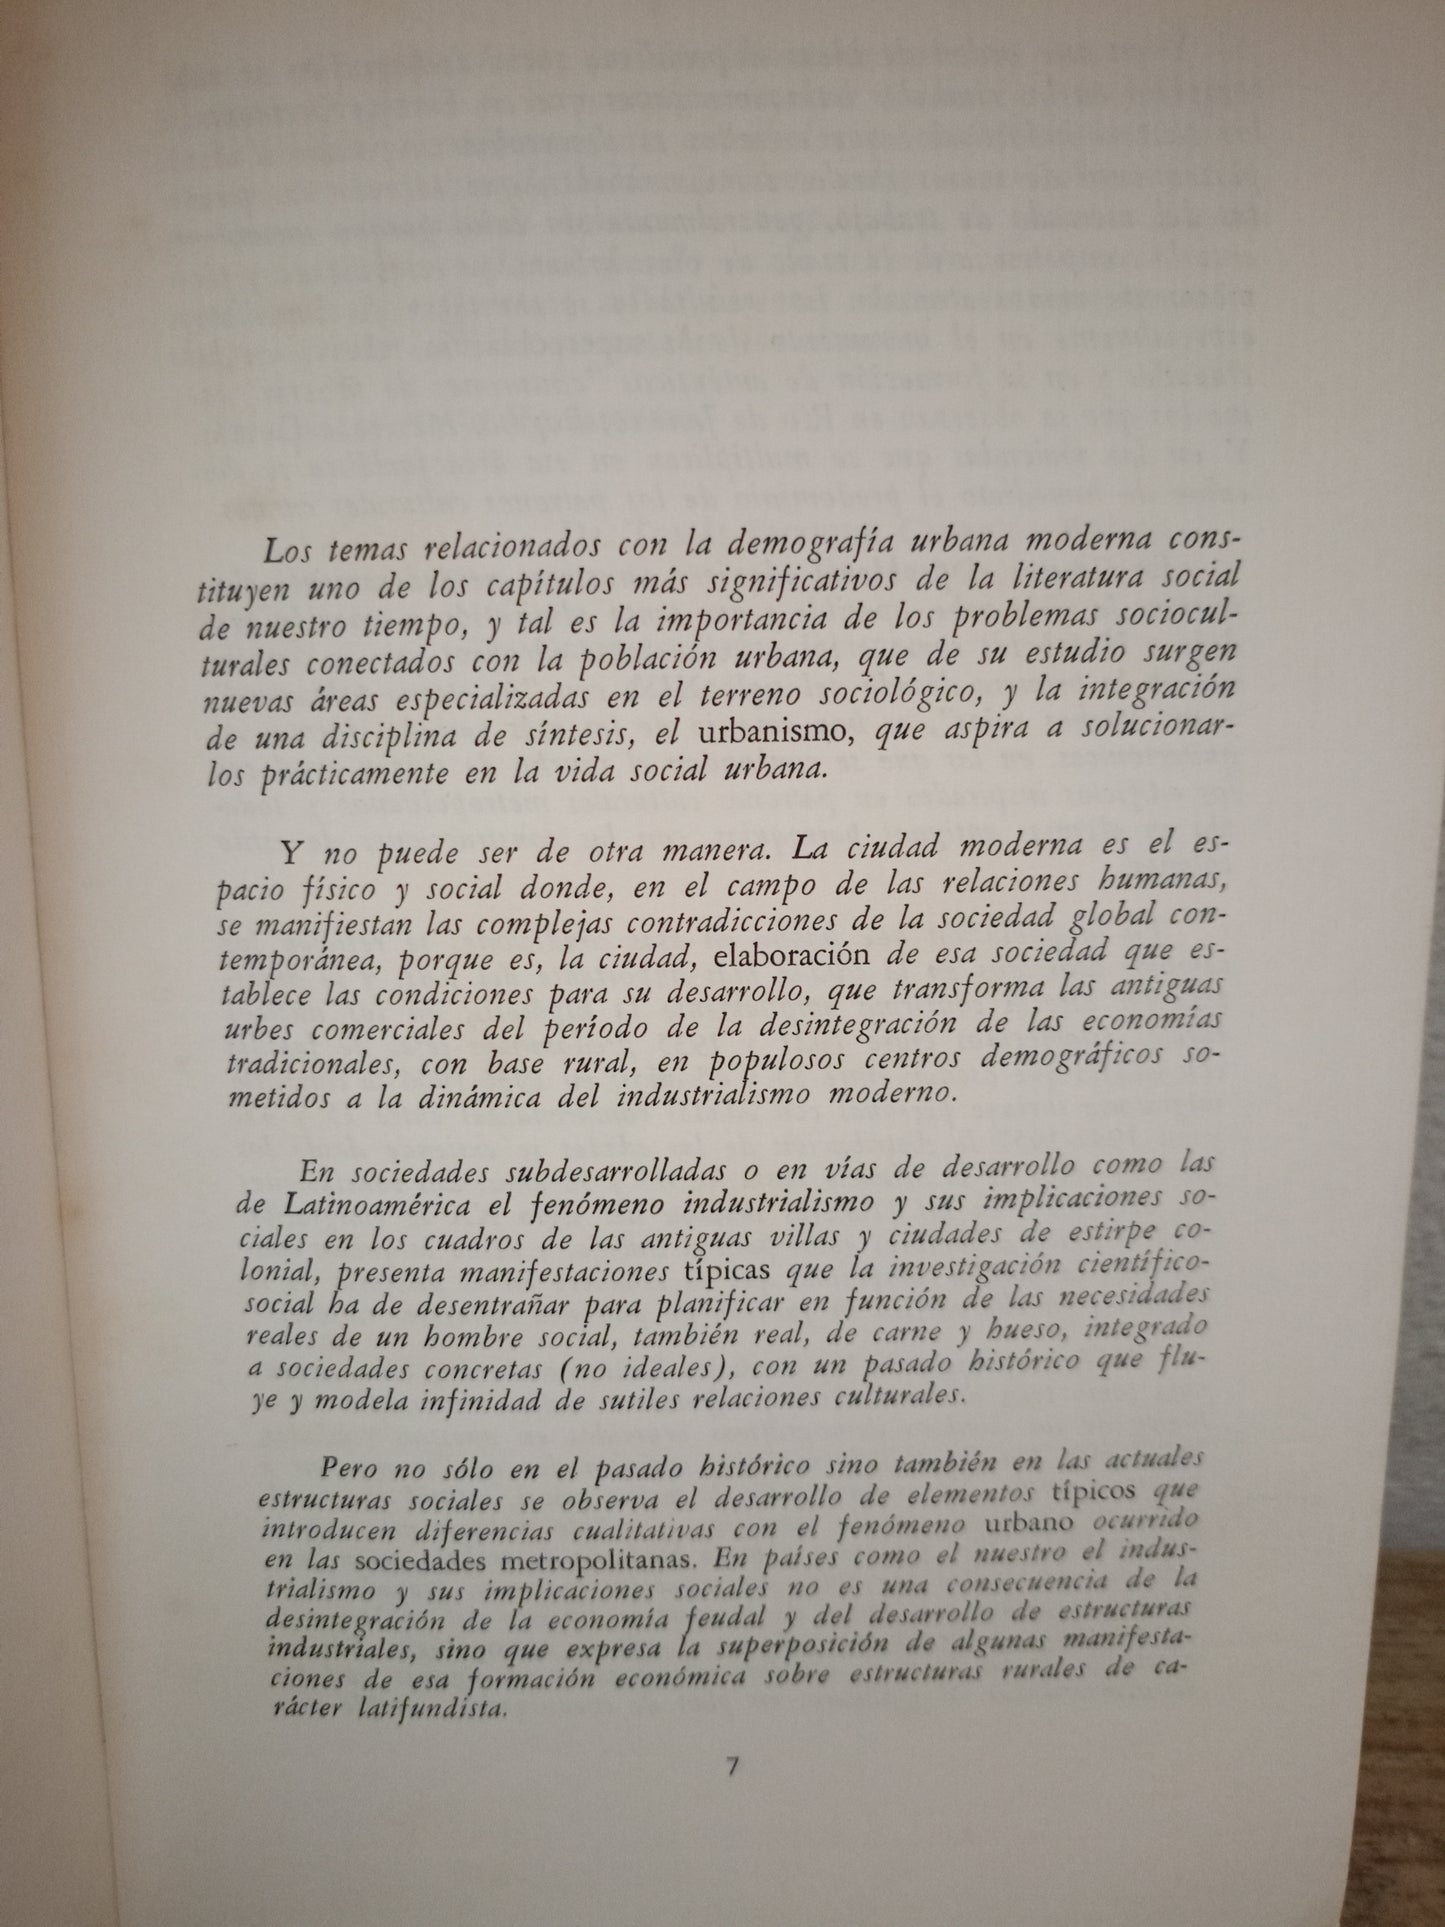 Los temas relacionados con la demografía urbana moderna cons-
tituyen uno de los capítulos más significativos de la literatura social
de nuestro tiempo, y tal es la importancia de los problemas sociocul-
turales conectados con la población urbana, que de su estudio surgen
nuevas áreas especializadas en el terreno sociológico, y la integración
de una disciplina de síntesis, el urbanismo, que aspira a solucionar-
los prácticamente en la vida social urbana.
Y no puede ser de otra manera. La ciudad moderna es el es-
pacio físico y social donde, en el campo de las relaciones humanas,
se manifiestan las complejas contradicciones de la sociedad global con-
temporánea, porque es, la ciudad, elaboración de esa sociedad que es-
tablece las condiciones para su desarrollo, que transforma las antiguas
urbes comerciales del período de la desintegración de las economías
tradicionales, con base rural, en populosos centros demográficos so-
metidos a la dinámica del industrialismo moderno.
En sociedades subdesarrolladas o en vías de desarrollo como las
de Latinoamérica el fenómeno industrialismo y sus implicaciones so-
ciales en los cuadros de las antiguas villas y ciudades de estirpe co-
lonial, presenta manifestaciones típicas que la investigación científico-
social ha de desentrañar para planificar en función de las necesidades
reales de un hombre social, también real, de carne y hueso, integrado
a sociedades concretas (no ideales), con un pasado histórico que flu-
ye y modela infinidad de sutiles relaciones culturales.
Pero no sólo en el pasado histórico sino también en las actuales
estructuras sociales se observa el desarrollo de elementos típicos que
introducen diferencias cualitativas con el fenómeno urbano ocurrido
en las sociedades metropolitanas. En países como el nuestro el indus-
trialismo y sus implicaciones sociales no es una consecuencia de la
desintegración de la economía feudal y del desarrollo de estructuras
industriales, sino que expresa la superposición de algunas manifesta-
ciones de esa formación económica sobre estructuras rurales de ca-
rácter latifundista.
7